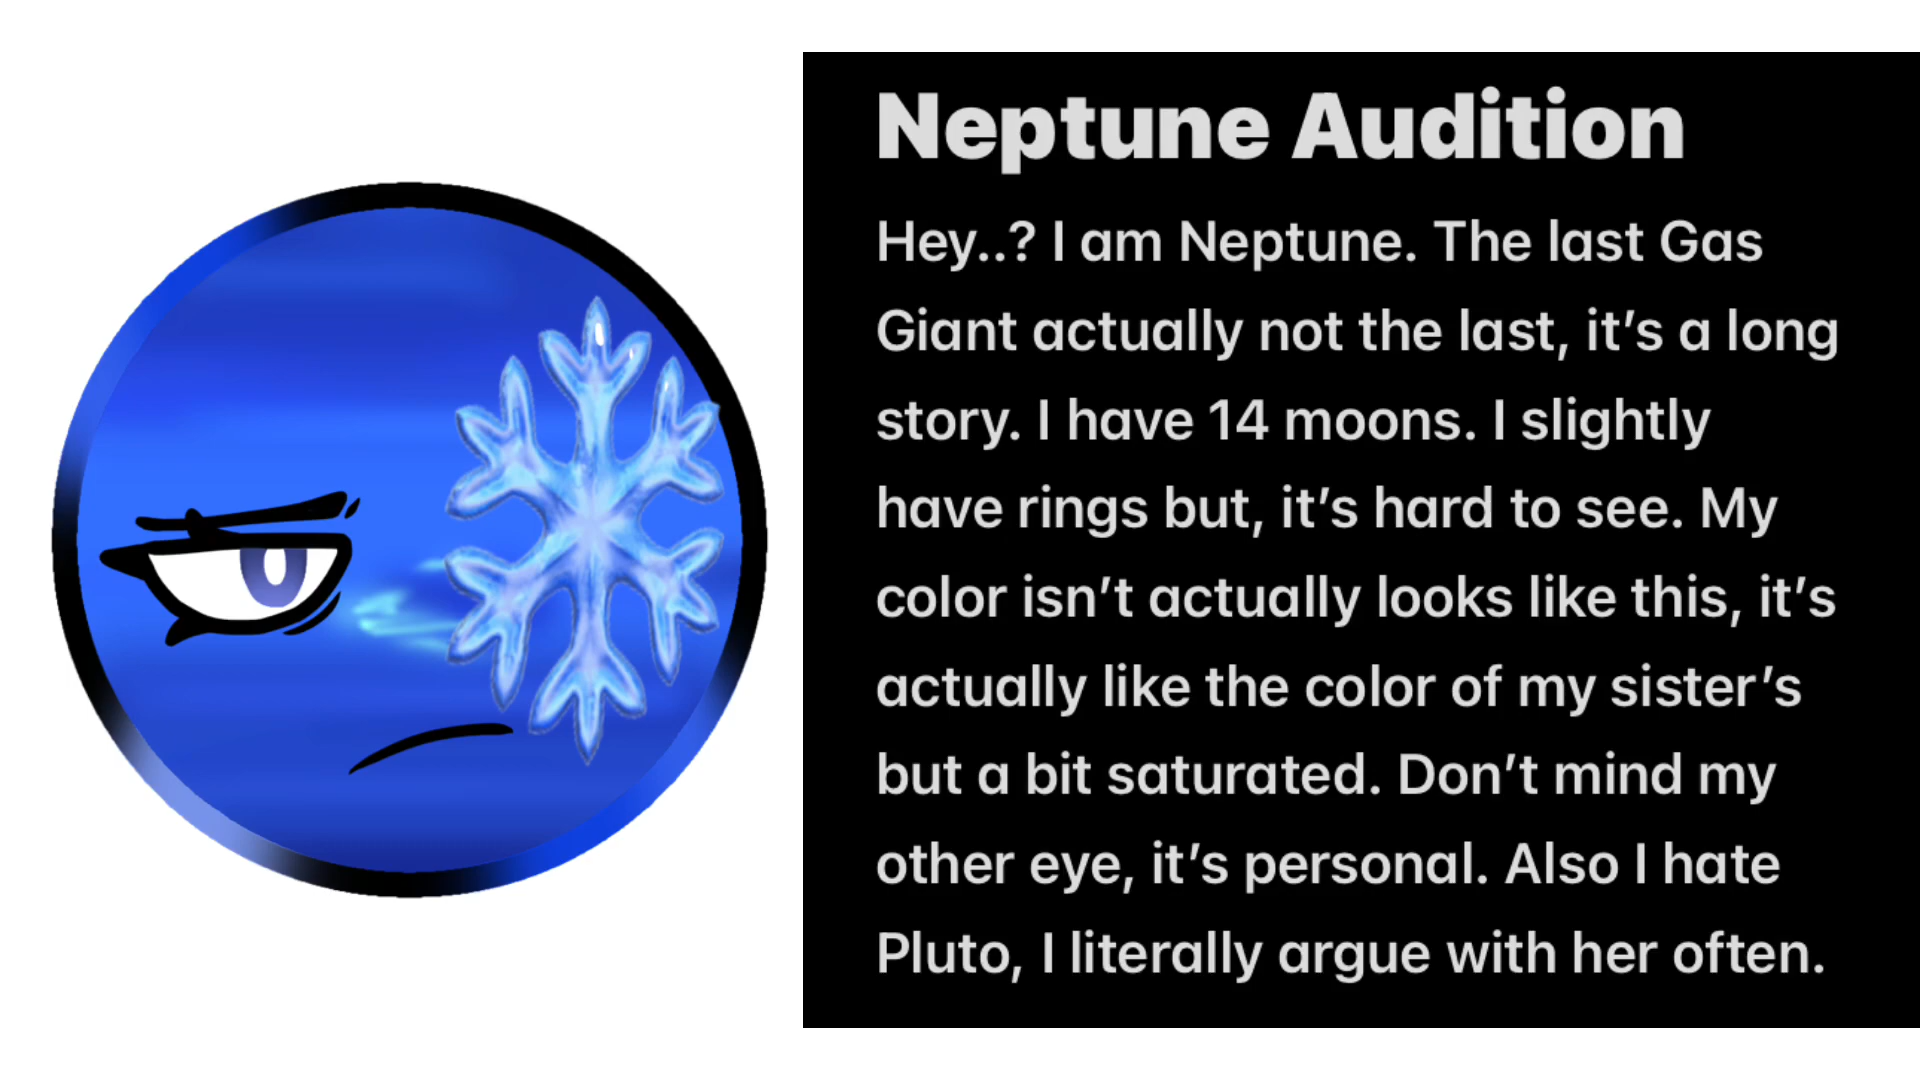 Neptune Audition
Hey..? I am Neptune. The last Gas
Giant actually not the last, it’s a long
story. I have 14 moons. I slightly
have rings but, it’s hard to see. My
color isn’t actually looks like this, it’s
actually like the color of my sister’s
but a bit saturated. Don’t mind my
other eye, it’s personal. Also I hate
Pluto, I literally argue with her often.